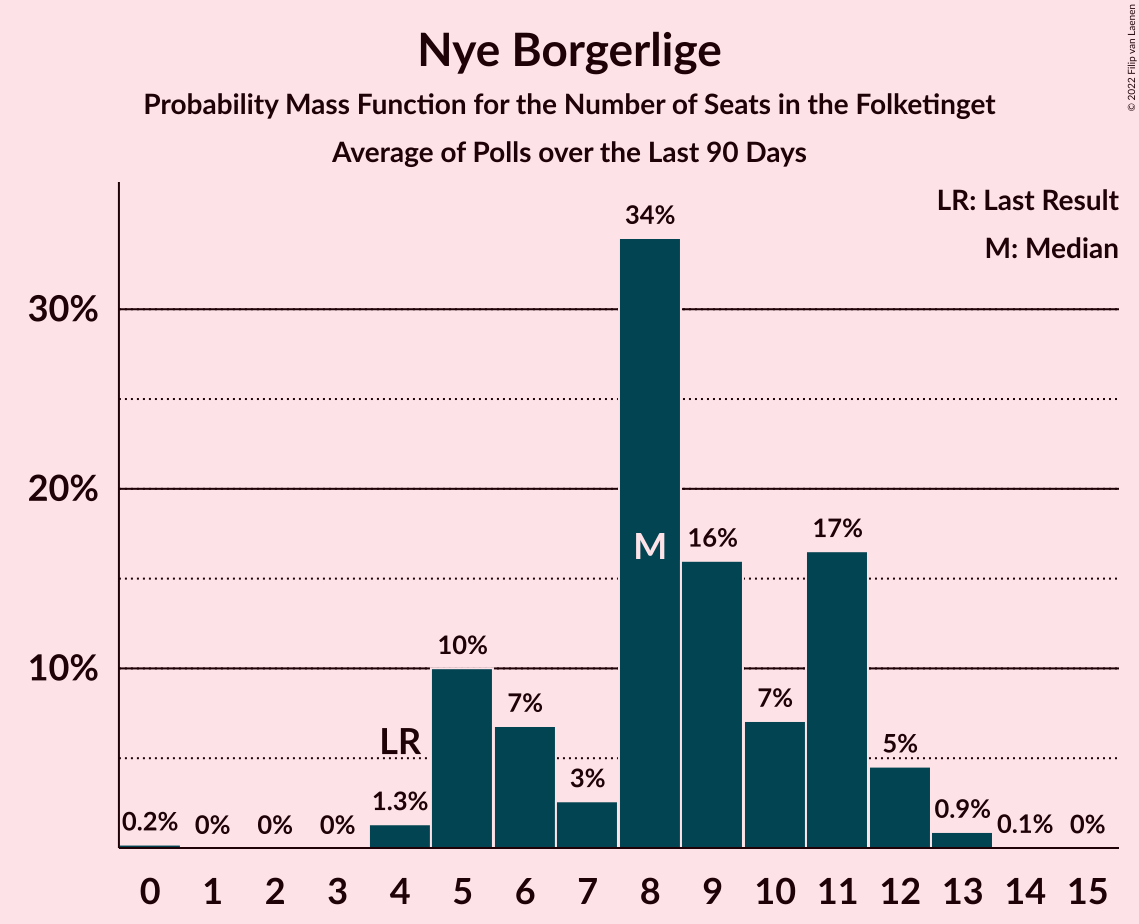 Nye Borgerlige
Probability Mass Function for the Number of Seats in the Folketinget
Average of Polls over the Last 90 Days
© 2022 Filip van Laenen
LR: Last Result
M: Median
34%
30%
20%
M
16%
17%
10%
10%
7%
7%
LR
5%
3%
1.3%
0.9%
0.2%
0%
0%
0%
0.1%
0%
0 1 2 3 4 5 6 7 8 9 10 11 12 13 14 15